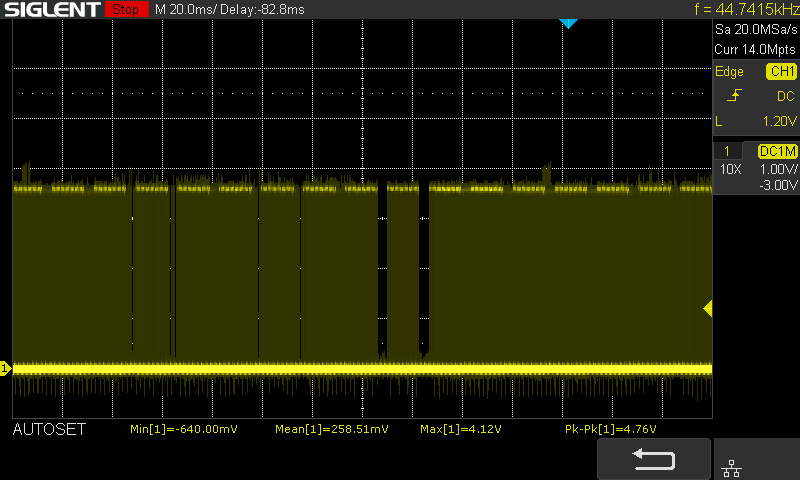 SIGLENT Stop M 20.0ms/ Delay:-82.8ms f = 44.7415kHz
Sa 20.0MSa/s
Curr 14.0Mpts
Edge CH1
DC
L 1.20V
1 DC1M
10X 1.00V/
-3.00V
1
AUTOSET Min[1]=-640.00mV Mean[1]=258.51mV Max[1]=4.12V Pk-Pk[1]=4.76V